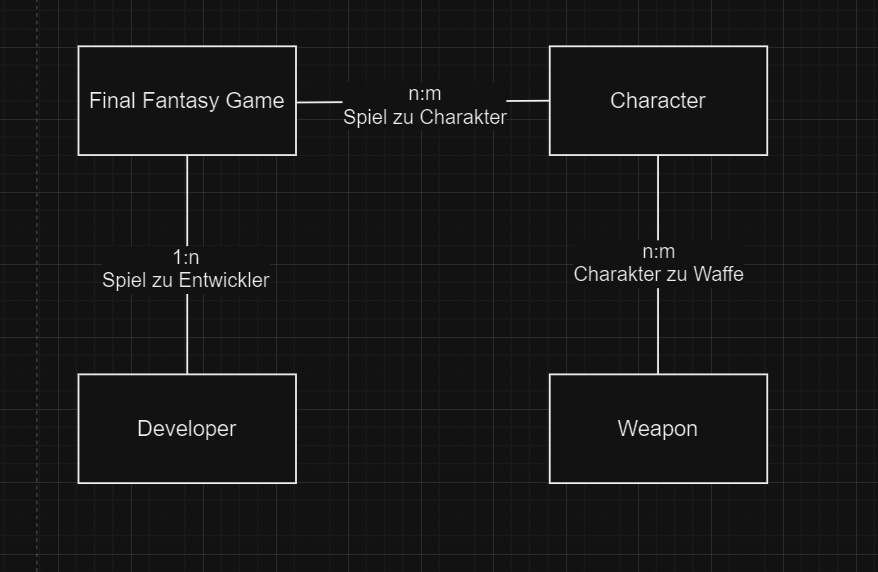 Final Fantasy Game
n:m
Spiel zu Charakter
Character
1:n
Spiel zu Entwickler
n:m
Charakter zu Waffe
Developer
Weapon